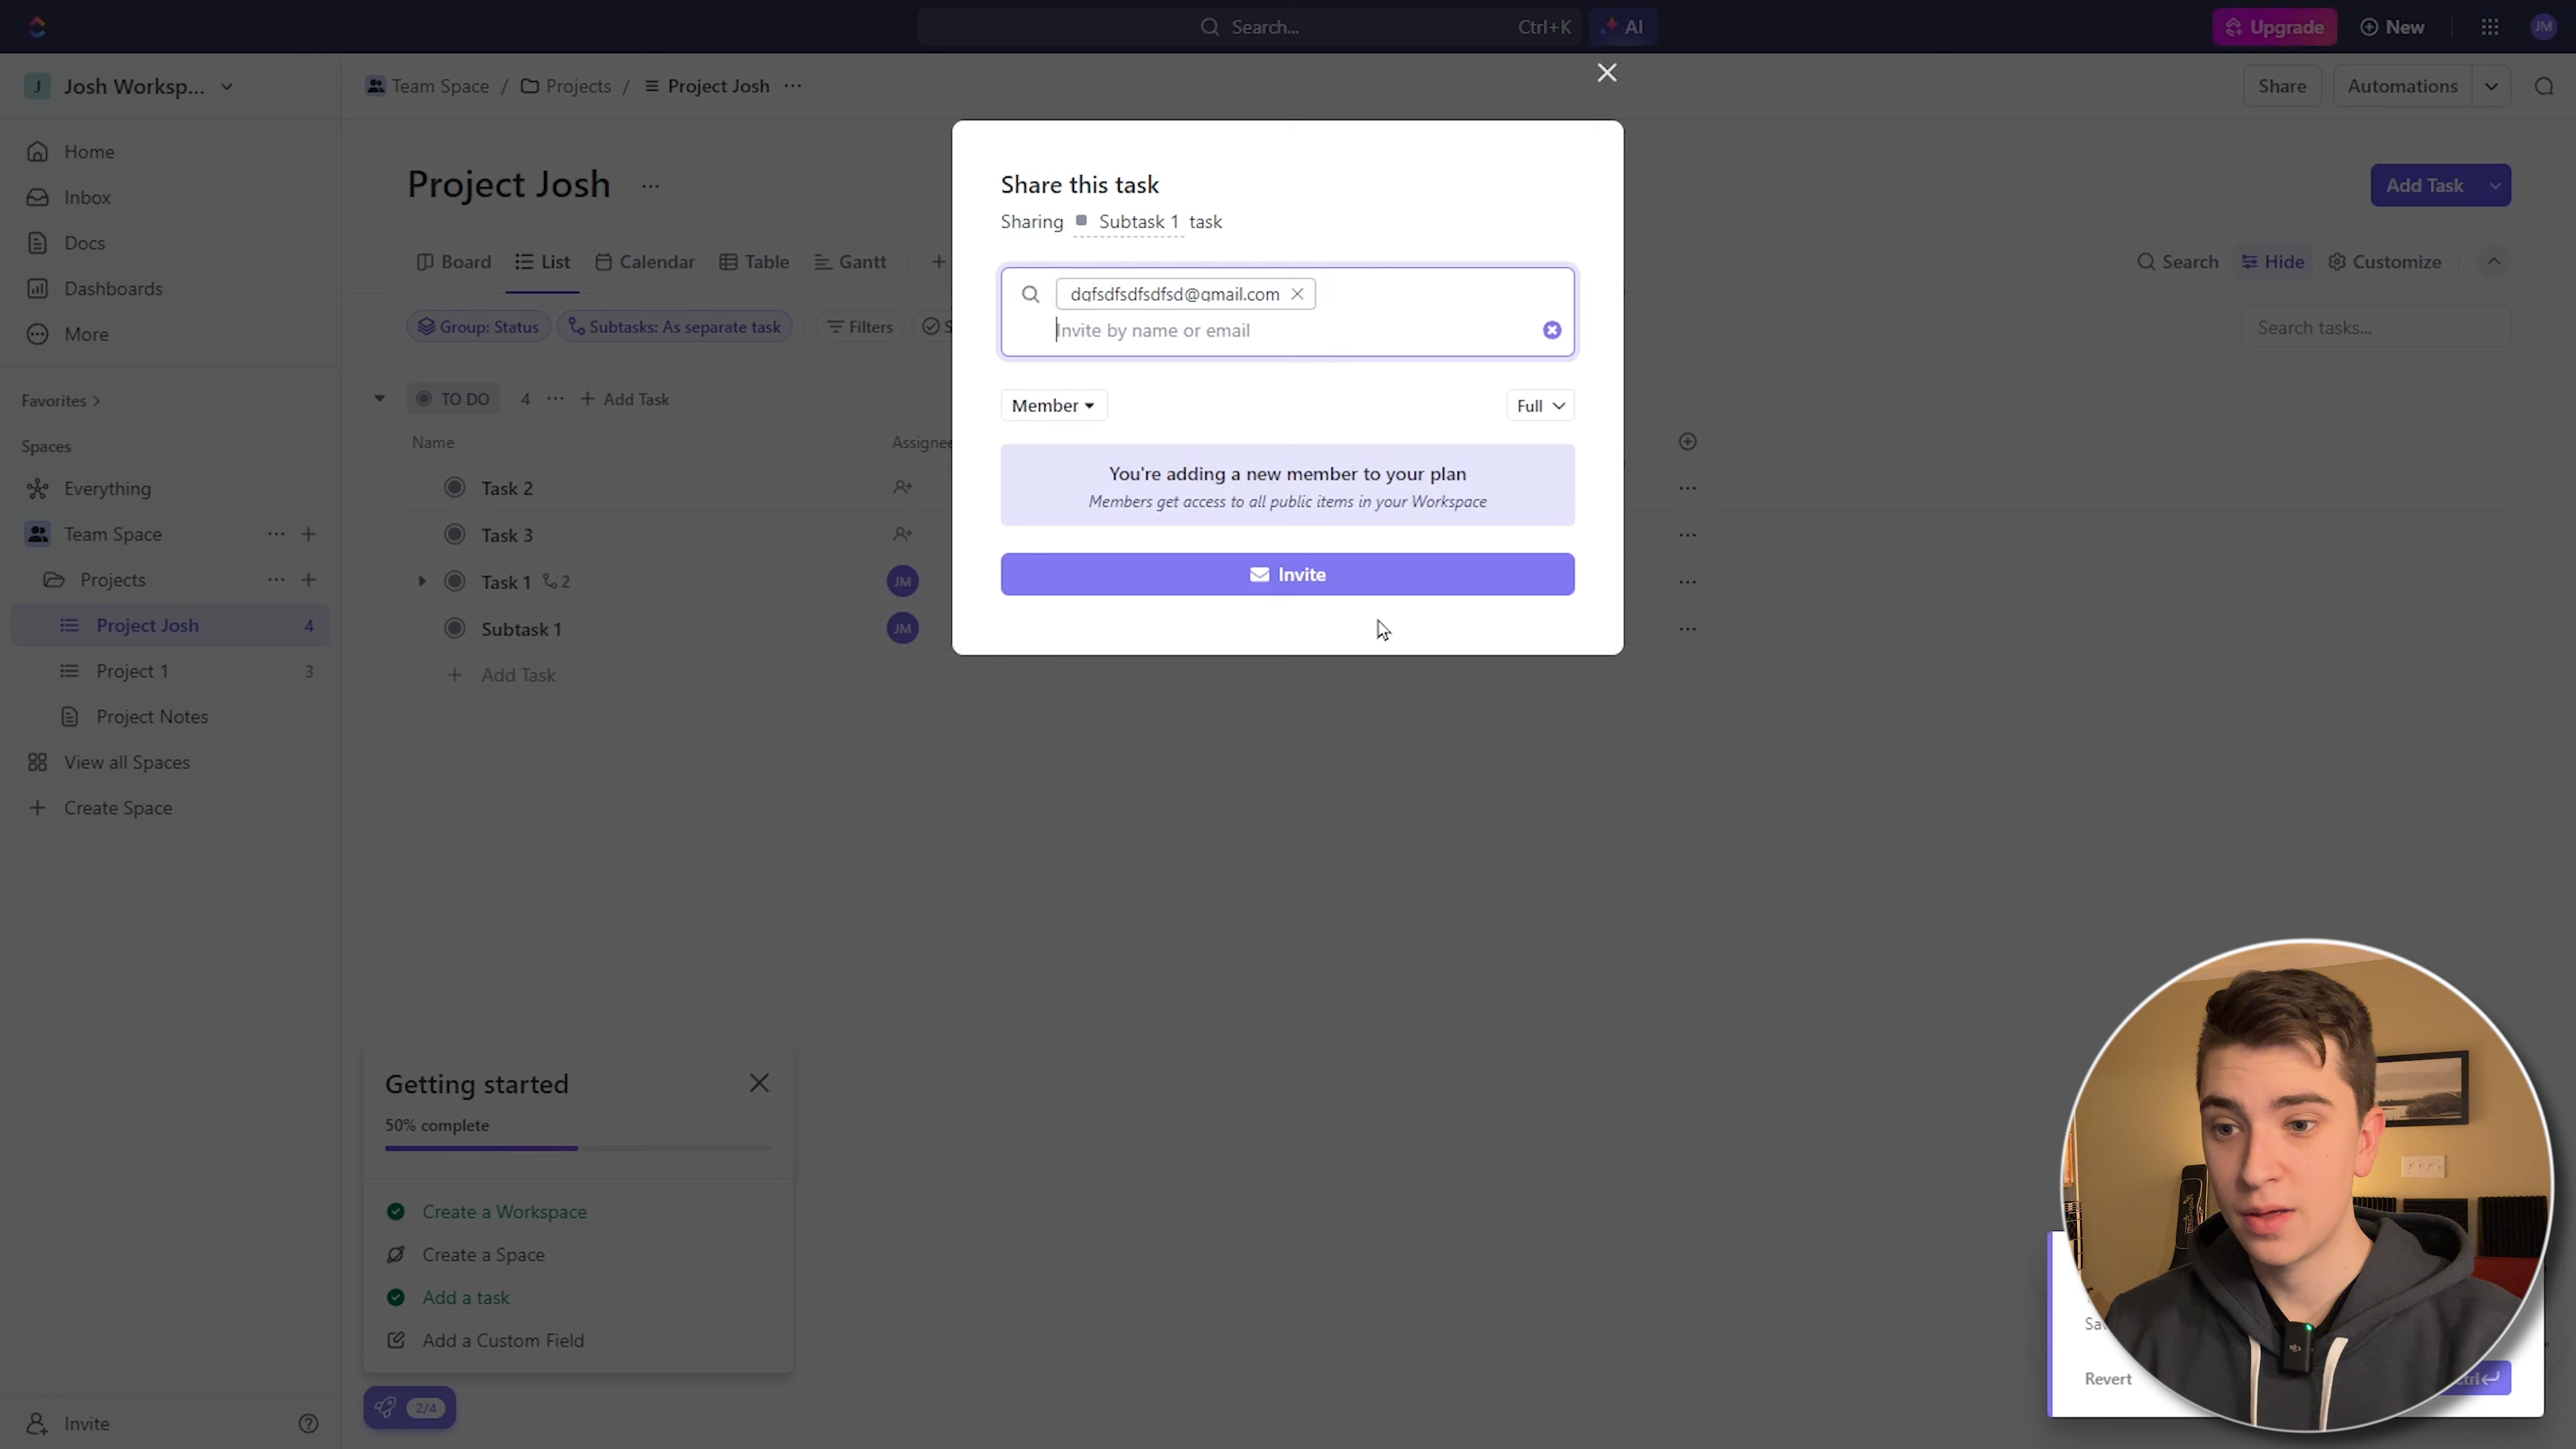 Search...
Ctrl+K
AI
Upgrade
New
JM
J
Josh Worksp...
Team Space / Projects / Project Josh ...
Share
Automations
Home
Inbox
Docs
Dashboards
More
Favorites
Spaces
Everything
Team Space
Projects
Project Josh 4
Project 1 3
Project Notes
View all Spaces
Create Space
Invite
Project Josh ...
Add Task
Board
List
Calendar
Table
Gantt
Search
Hide
Customize
Group: Status
Subtasks: As separate task
Filters
Search tasks...
TO DO 4 ... + Add Task
Name
Assignee
Task 2
Task 3
Task 1 2
JM
Subtask 1
JM
+ Add Task
Share this task
Sharing Subtask 1 task
dgfsdfsdfsdfsd@gmail.com
Invite by name or email
Member
Full
You're adding a new member to your plan
Members get access to all public items in your Workspace
Invite
Getting started
50% complete
Create a Workspace
Create a Space
Add a task
Add a Custom Field
2/4
Revert